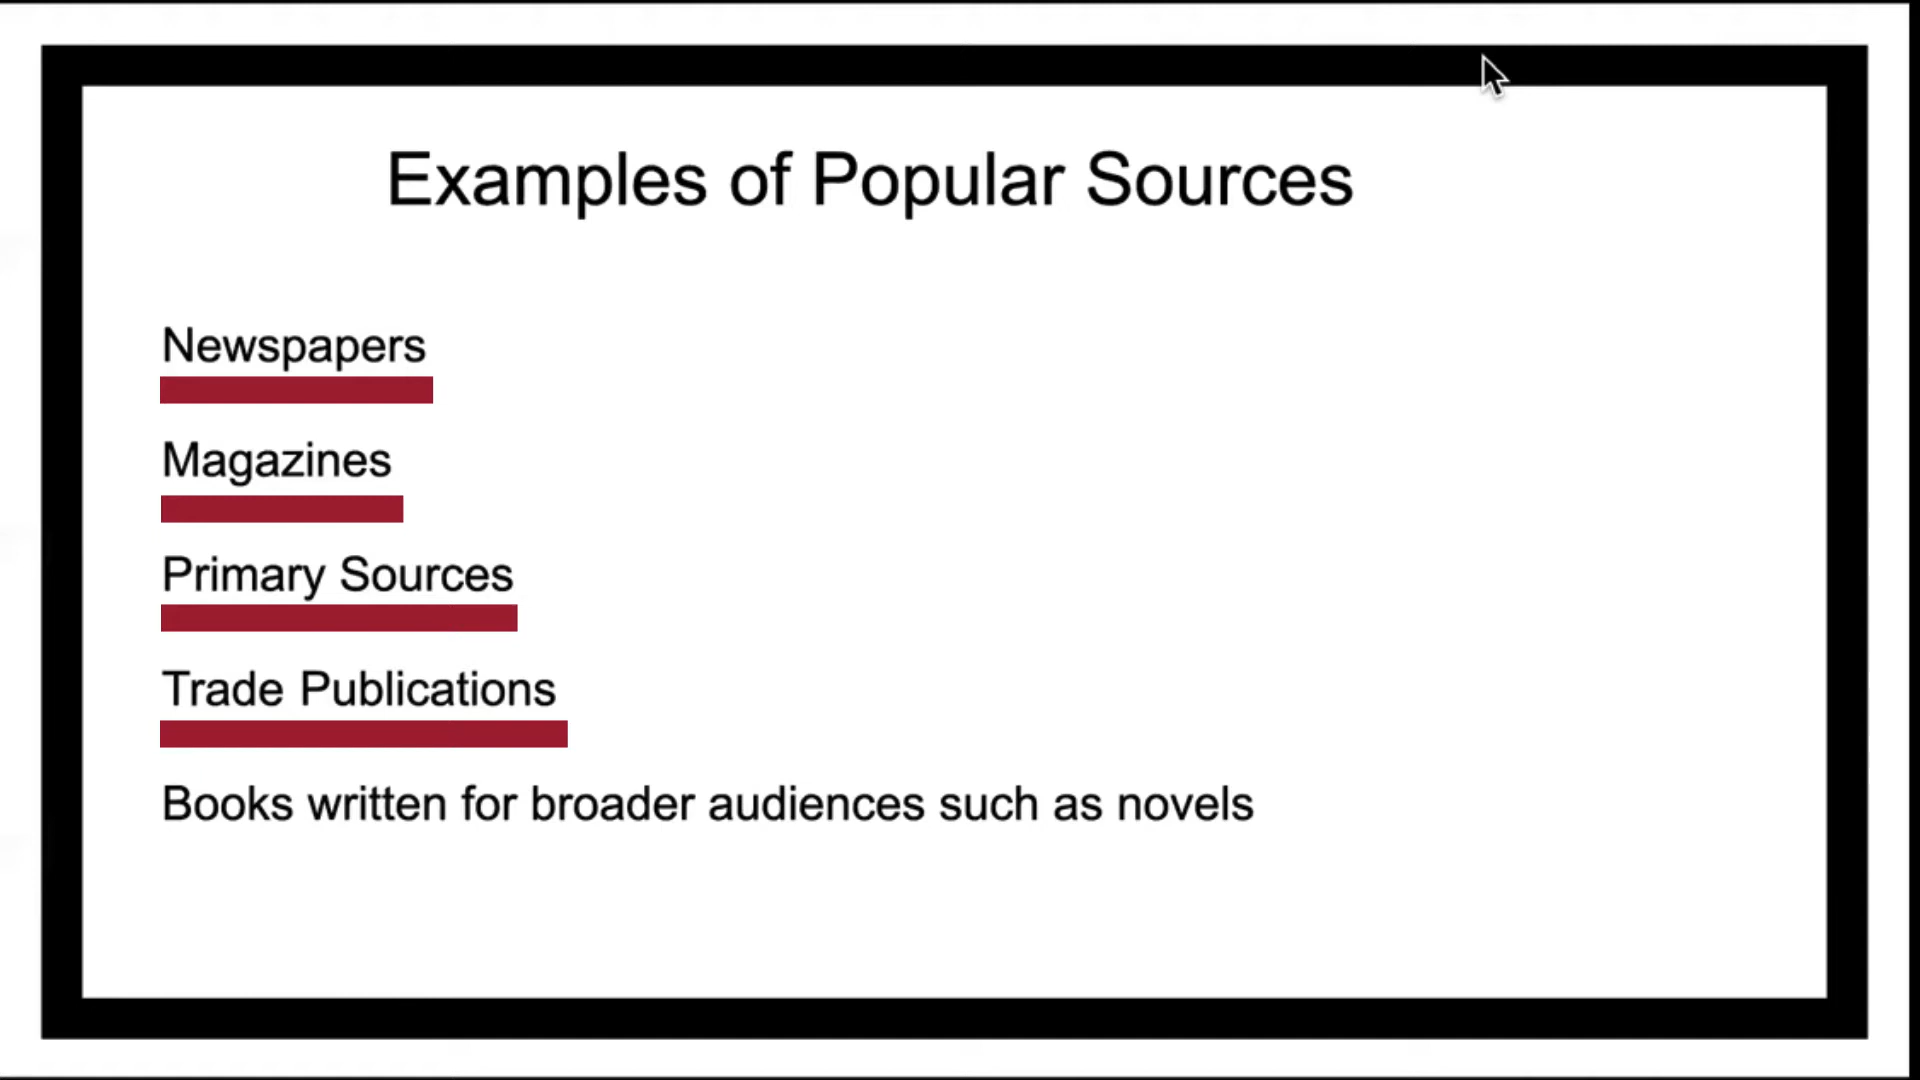 Examples of Popular Sources
Newspapers
Magazines
Primary Sources
Trade Publications
Books written for broader audiences such as novels